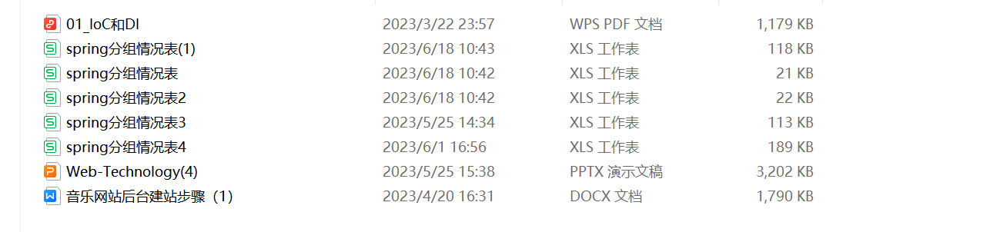 01_IoC和DI 2023/3/22 23:57 WPS PDF 文档 1,179 KB
spring分组情况表(1) 2023/6/18 10:43 XLS 工作表 118 KB
spring分组情况表 2023/6/18 10:42 XLS 工作表 21 KB
spring分组情况表2 2023/6/18 10:42 XLS 工作表 22 KB
spring分组情况表3 2023/5/25 14:34 XLS 工作表 113 KB
spring分组情况表4 2023/6/1 16:56 XLS 工作表 189 KB
Web-Technology(4) 2023/5/25 15:38 PPTX 演示文稿 3,202 KB
音乐网站后台建站步骤（1） 2023/4/20 16:31 DOCX 文档 1,790 KB